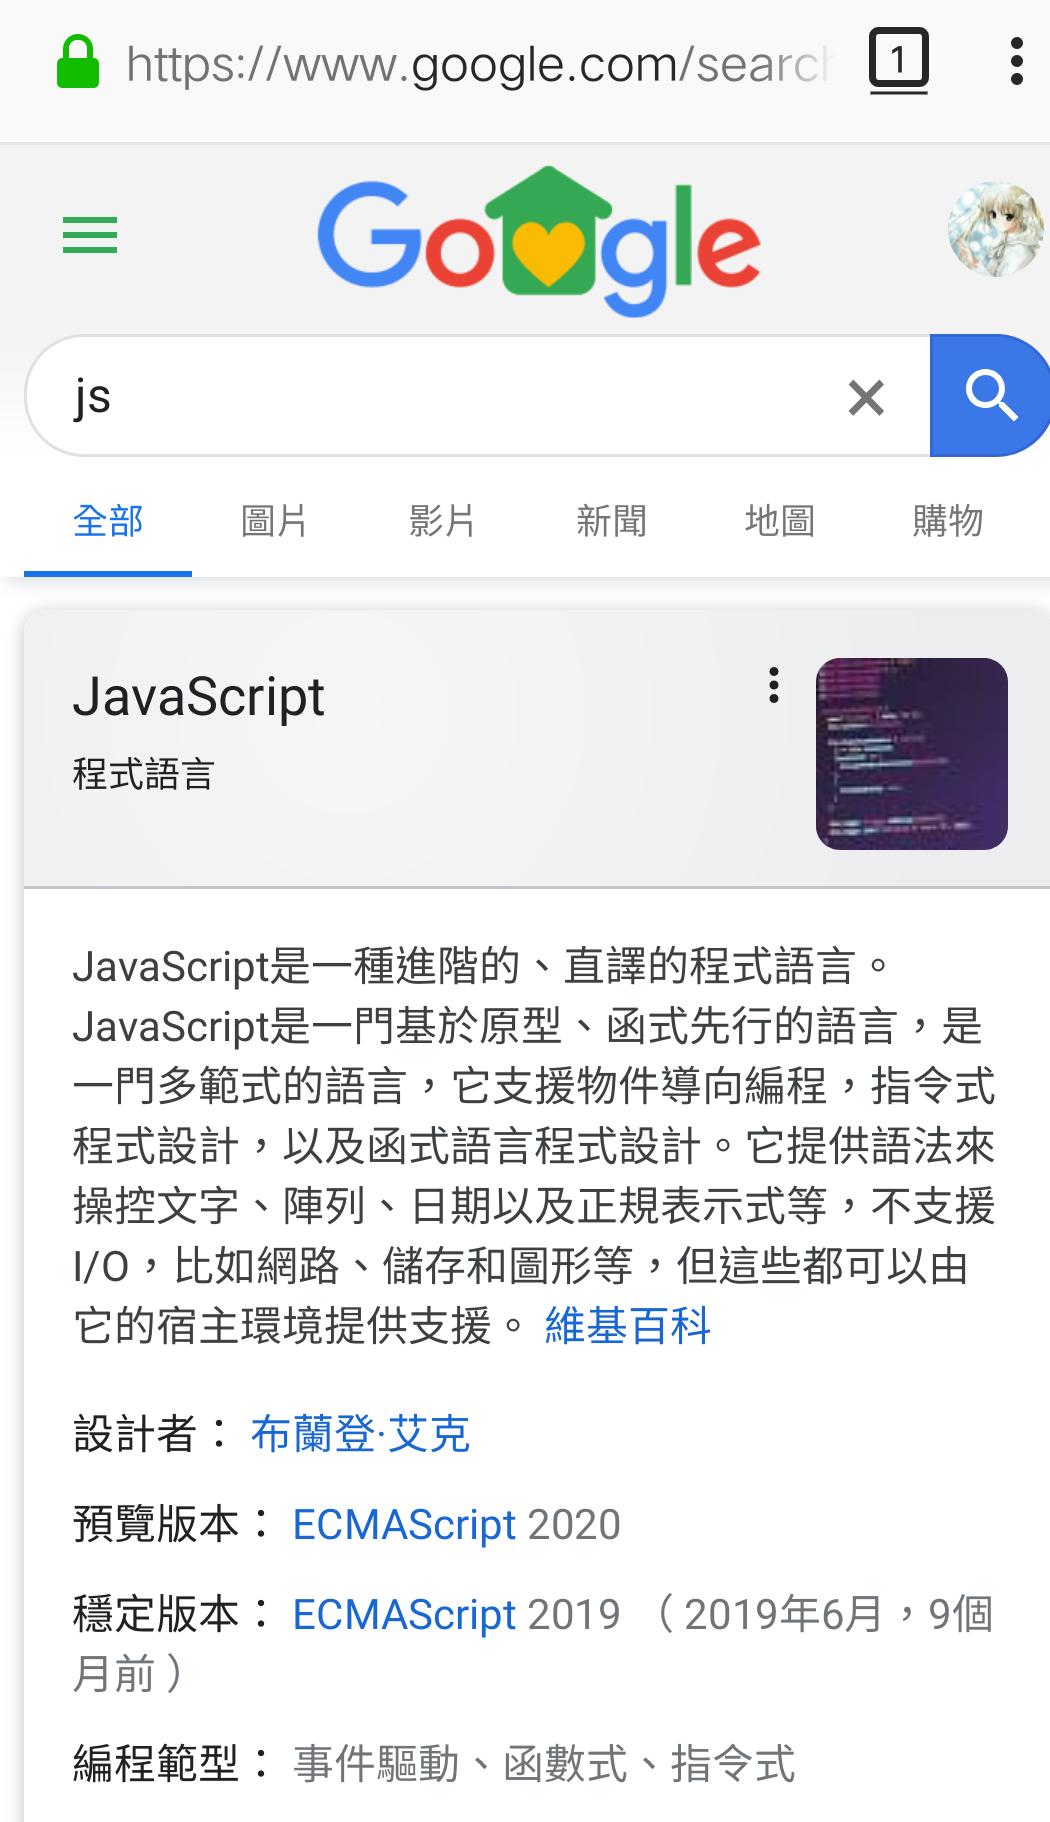 https://www.google.com/search
1
Google
js
全部 圖片 影片 新聞 地圖 購物
JavaScript
程式語言
JavaScript是一種進階的、直譯的程式語言。
JavaScript是一門基於原型、函式先行的語言，是
一門多範式的語言，它支援物件導向編程，指令式
程式設計，以及函式語言程式設計。它提供語法來
操控文字、陣列、日期以及正規表示式等，不支援
I/O，比如網路、儲存和圖形等，但這些都可以由
它的宿主環境提供支援。 維基百科
設計者： 布蘭登·艾克
預覽版本： ECMAScript 2020
穩定版本： ECMAScript 2019 （ 2019年6月，9個
月前 ）
編程範型： 事件驅動、函數式、指令式